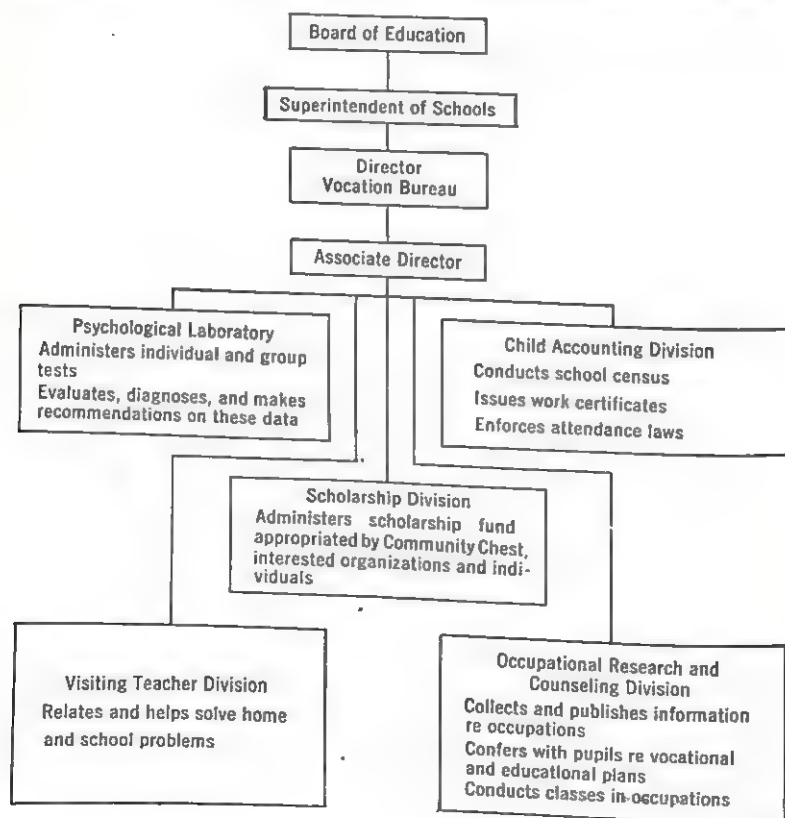 Board of Education
Superintendent of Schools
Director
Vocation Bureau
Associate Director
Psychological Laboratory
Administers individual and group
tests
Evaluates, diagnoses, and makes
recommendations on these data
Child Accounting Division
Conducts school census
Issues work certificates
Enforces attendance laws
Scholarship Division
Administers scholarship fund
appropriated by Community Chest,
interested organizations and indi-
viduals
Visiting Teacher Division
Relates and helps solve home
and school problems
Occupational Research and
Counseling Division
Collects and publishes information
re occupations
Confers with pupils re vocational
and educational plans
Conducts classes in occupations